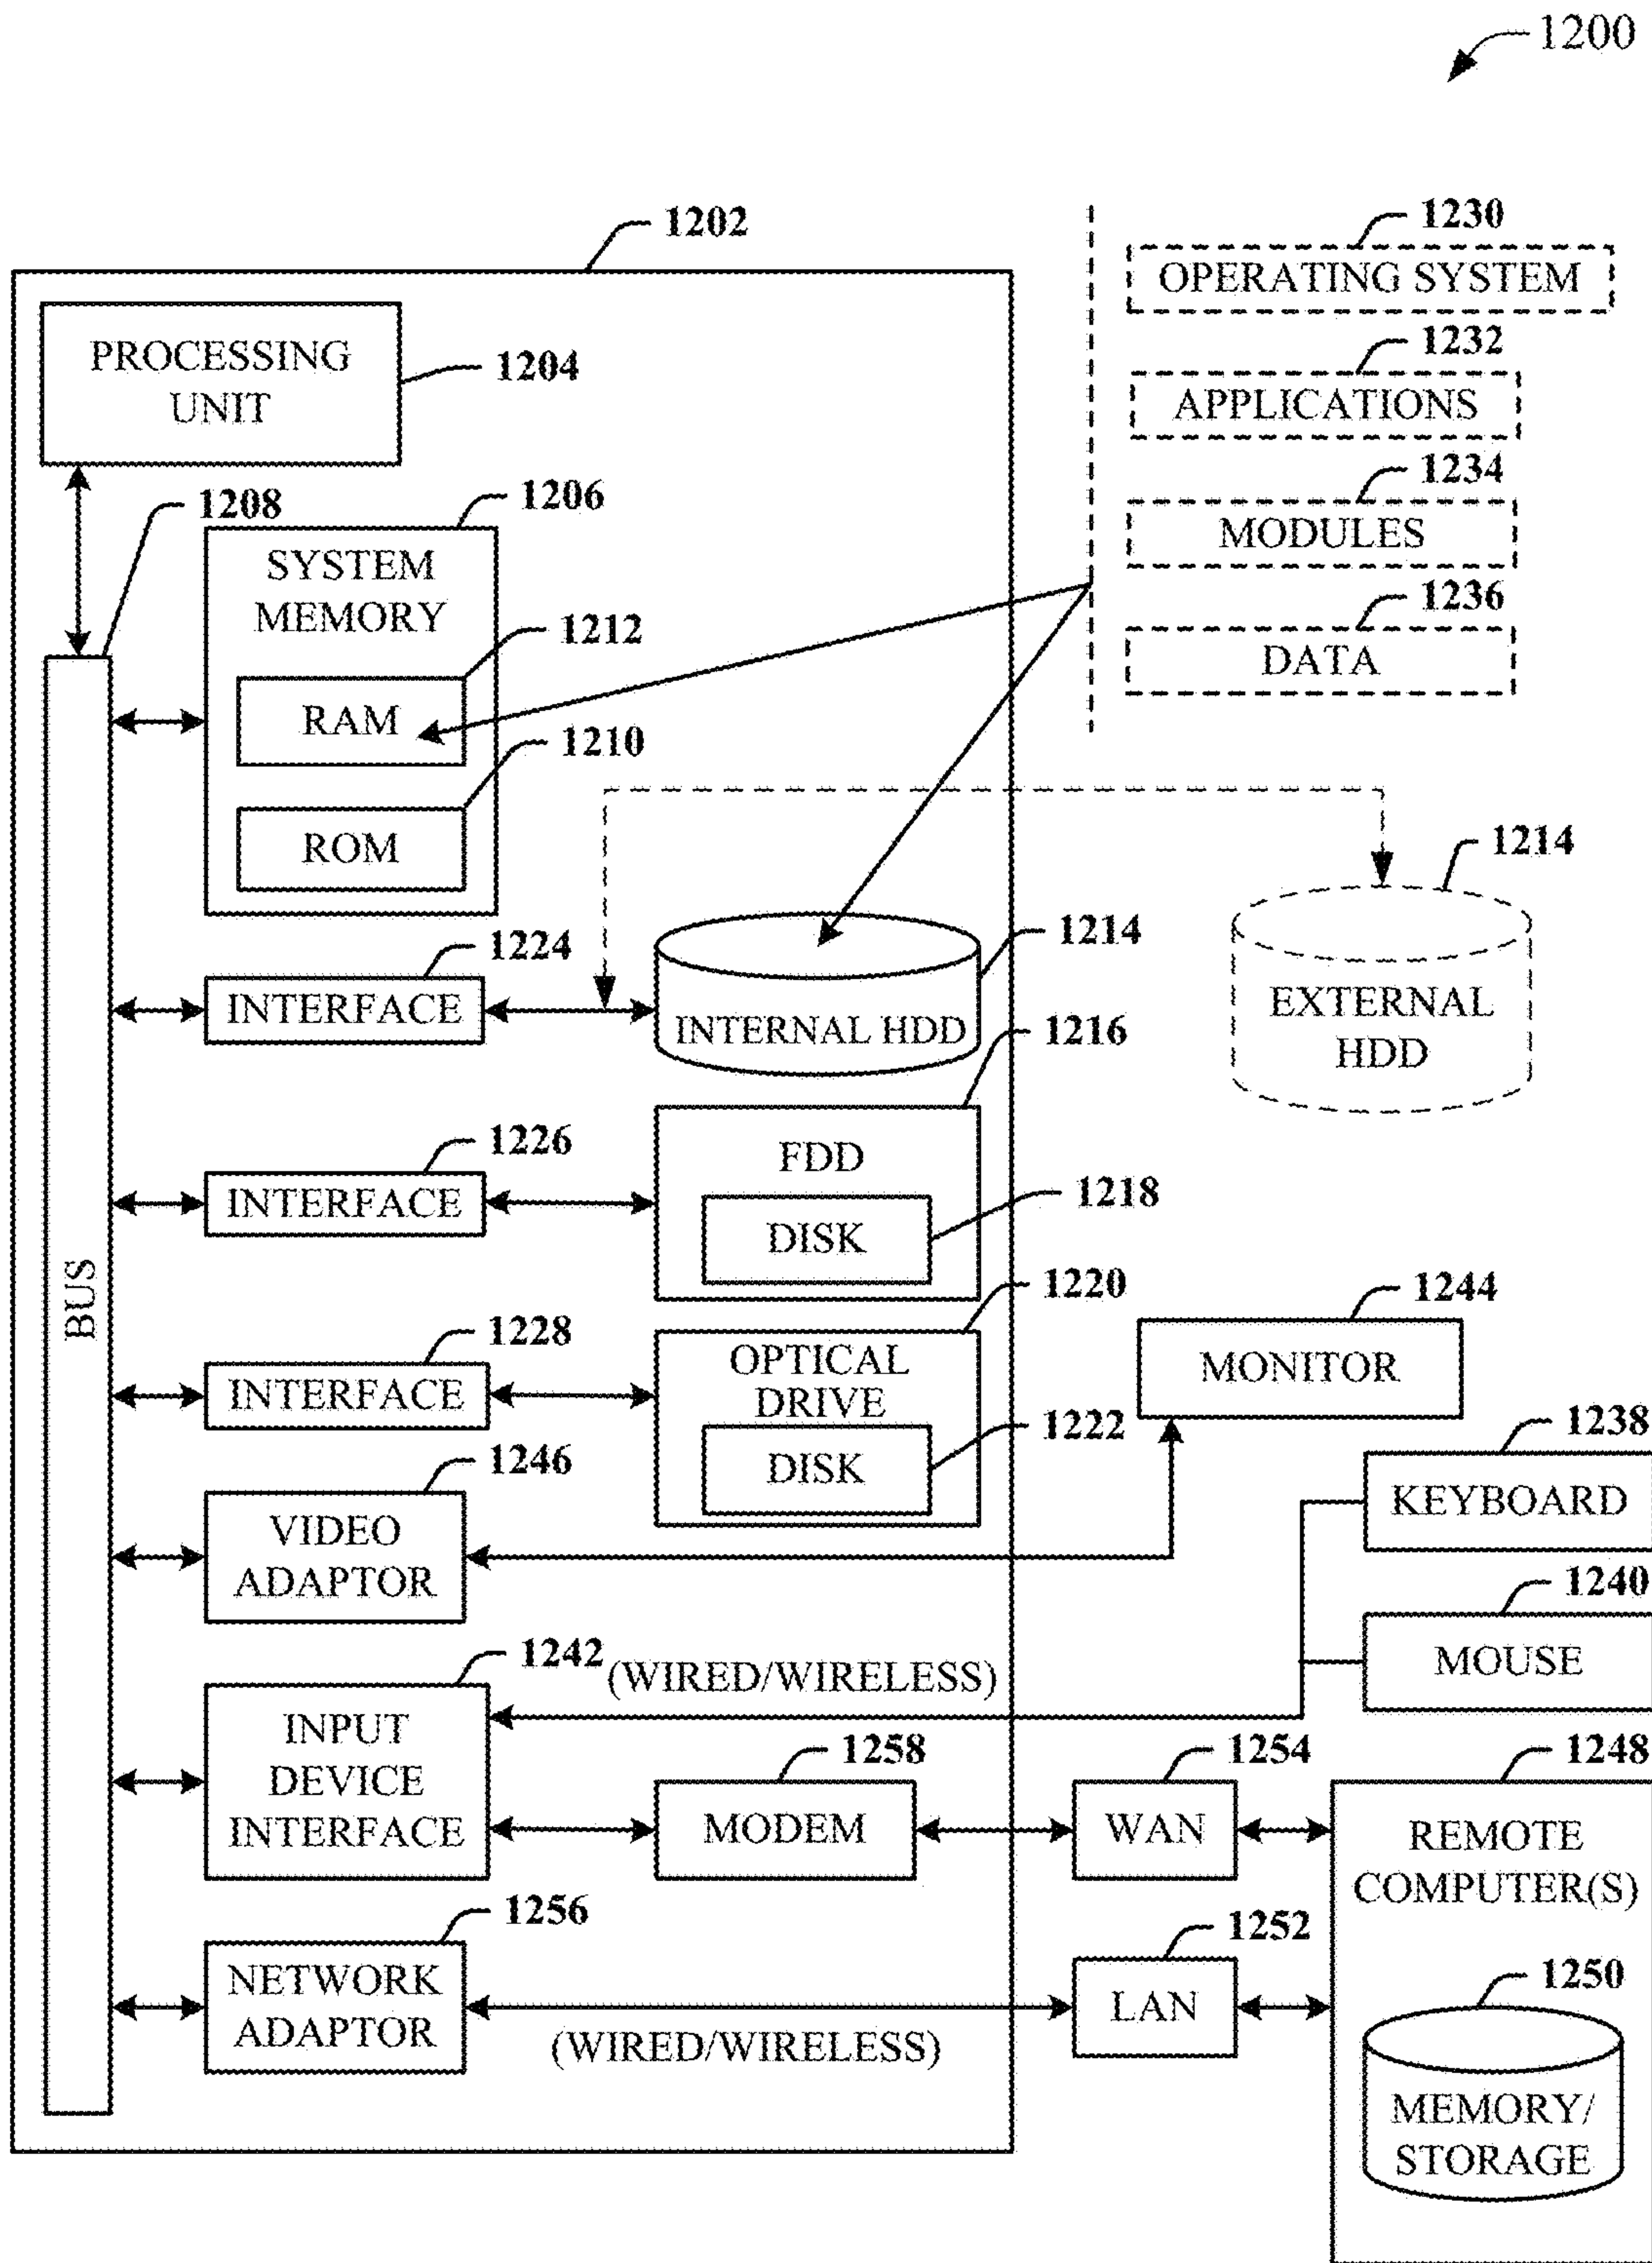 1200
1202
PROCESSING
UNIT
1204
1208
1206
SYSTEM
MEMORY
1212
RAM
1210
ROM
1230
OPERATING SYSTEM
1232
APPLICATIONS
1234
MODULES
1236
DATA
BUS
1224
INTERFACE
1214
INTERNAL HDD
1214
EXTERNAL
HDD
1226
INTERFACE
1216
FDD
1218
DISK
1228
INTERFACE
1220
OPTICAL
DRIVE
1222
DISK
1244
MONITOR
1246
VIDEO
ADAPTOR
1238
KEYBOARD
1240
MOUSE
1242
(WIRED/WIRELESS)
INPUT
DEVICE
INTERFACE
1258
MODEM
1254
WAN
1248
REMOTE
COMPUTER(S)
1256
NETWORK
ADAPTOR
(WIRED/WIRELESS)
1252
LAN
1250
MEMORY/
STORAGE